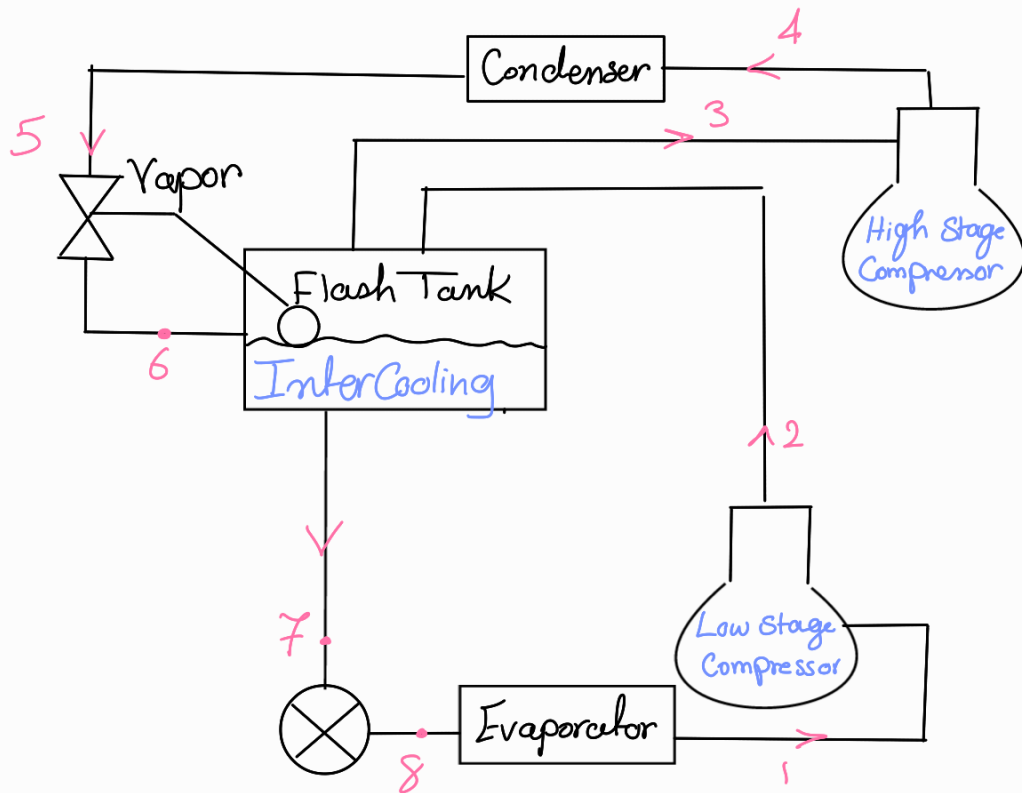 4
Condenser
3
5
Vapor
High Stage
Compressor
Flash Tank
6
InterCooling
2
7
Low Stage
Compressor
Evaporator
8
1